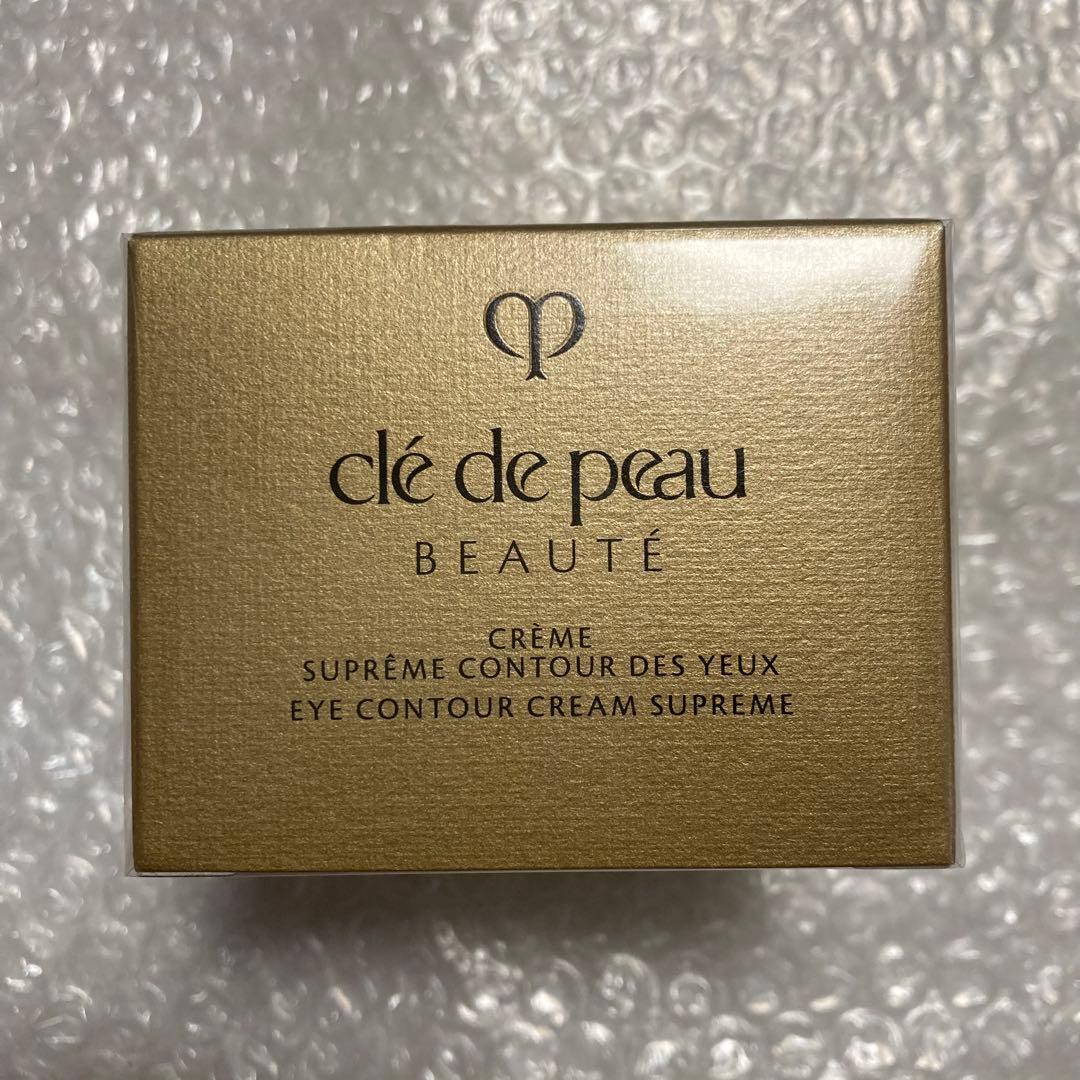 clé de peau
BEAUTÉ
CRÈME
SUPRÊME CONTOUR DES YEUX
EYE CONTOUR CREAM SUPREME